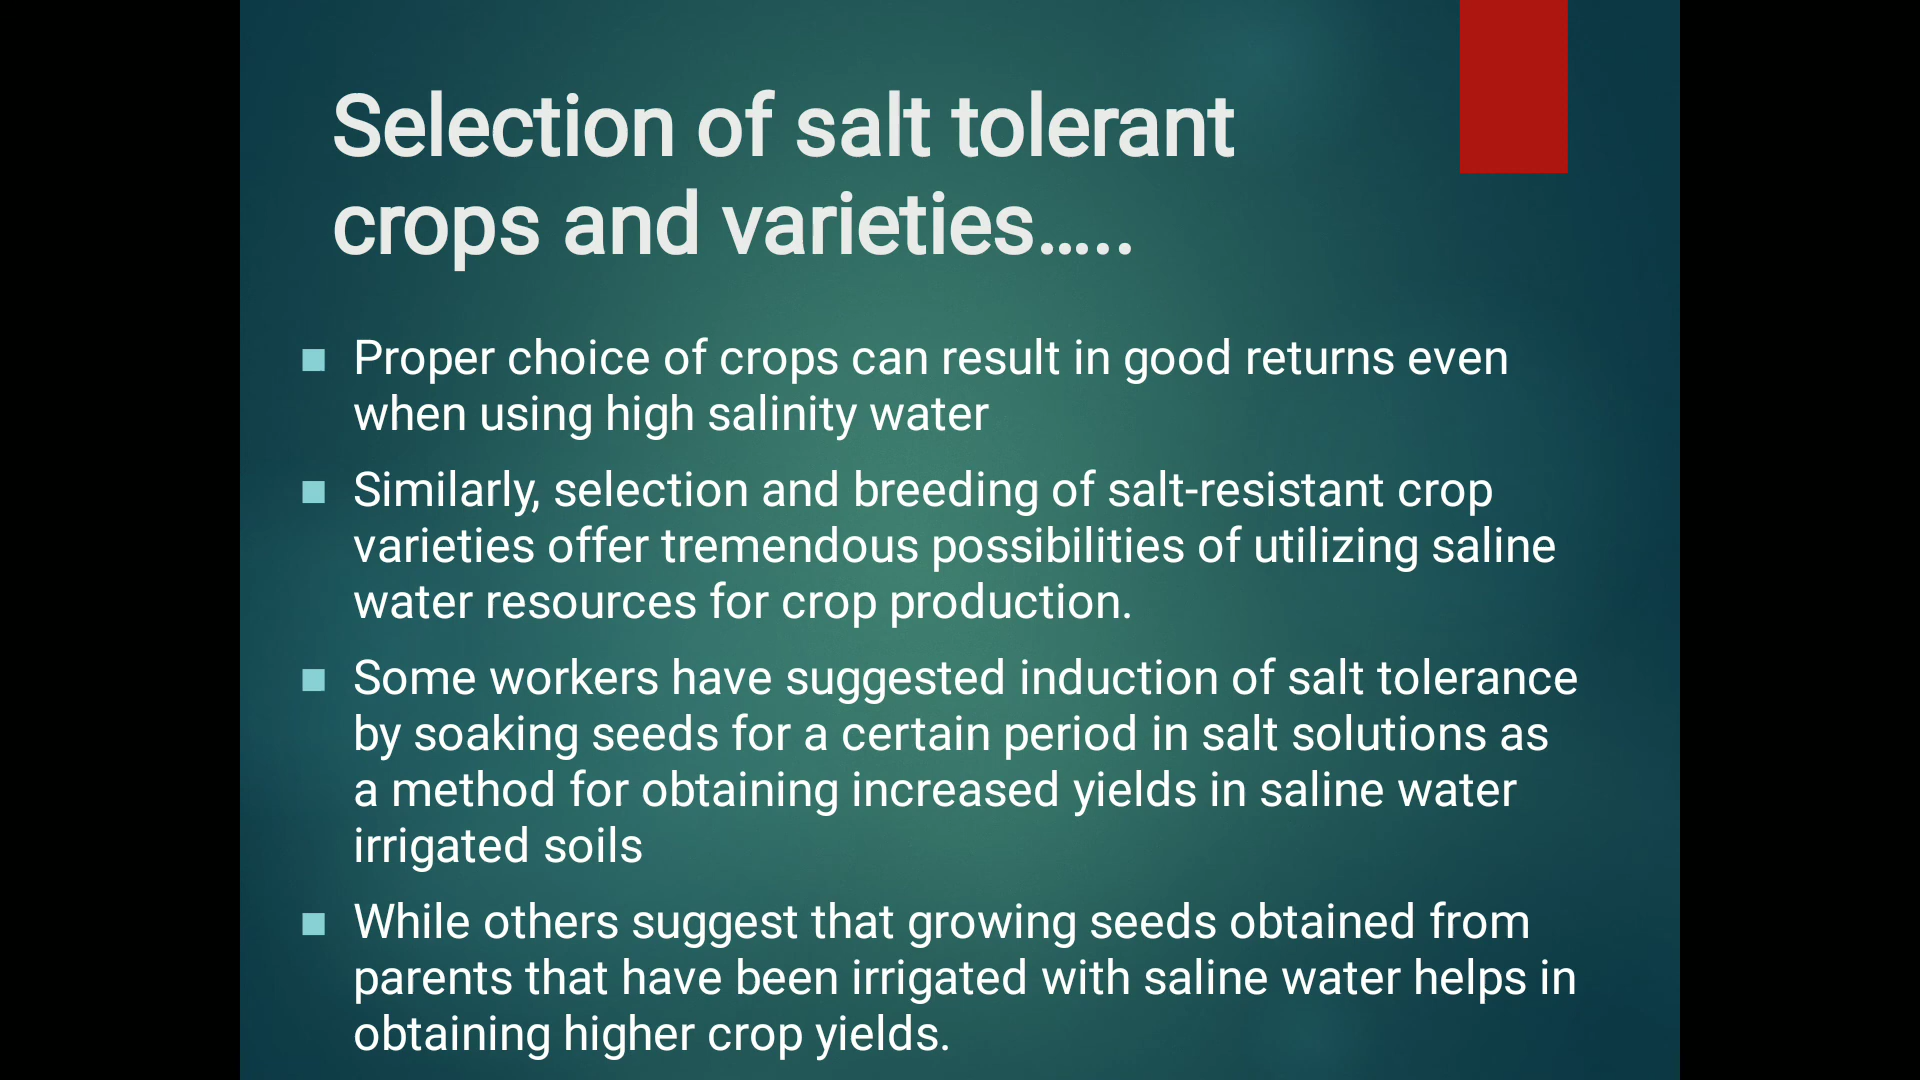 Selection of salt tolerant
crops and varieties…..
■ Proper choice of crops can result in good returns even
when using high salinity water
■ Similarly, selection and breeding of salt-resistant crop
varieties offer tremendous possibilities of utilizing saline
water resources for crop production.
■ Some workers have suggested induction of salt tolerance
by soaking seeds for a certain period in salt solutions as
a method for obtaining increased yields in saline water
irrigated soils
■ While others suggest that growing seeds obtained from
parents that have been irrigated with saline water helps in
obtaining higher crop yields.